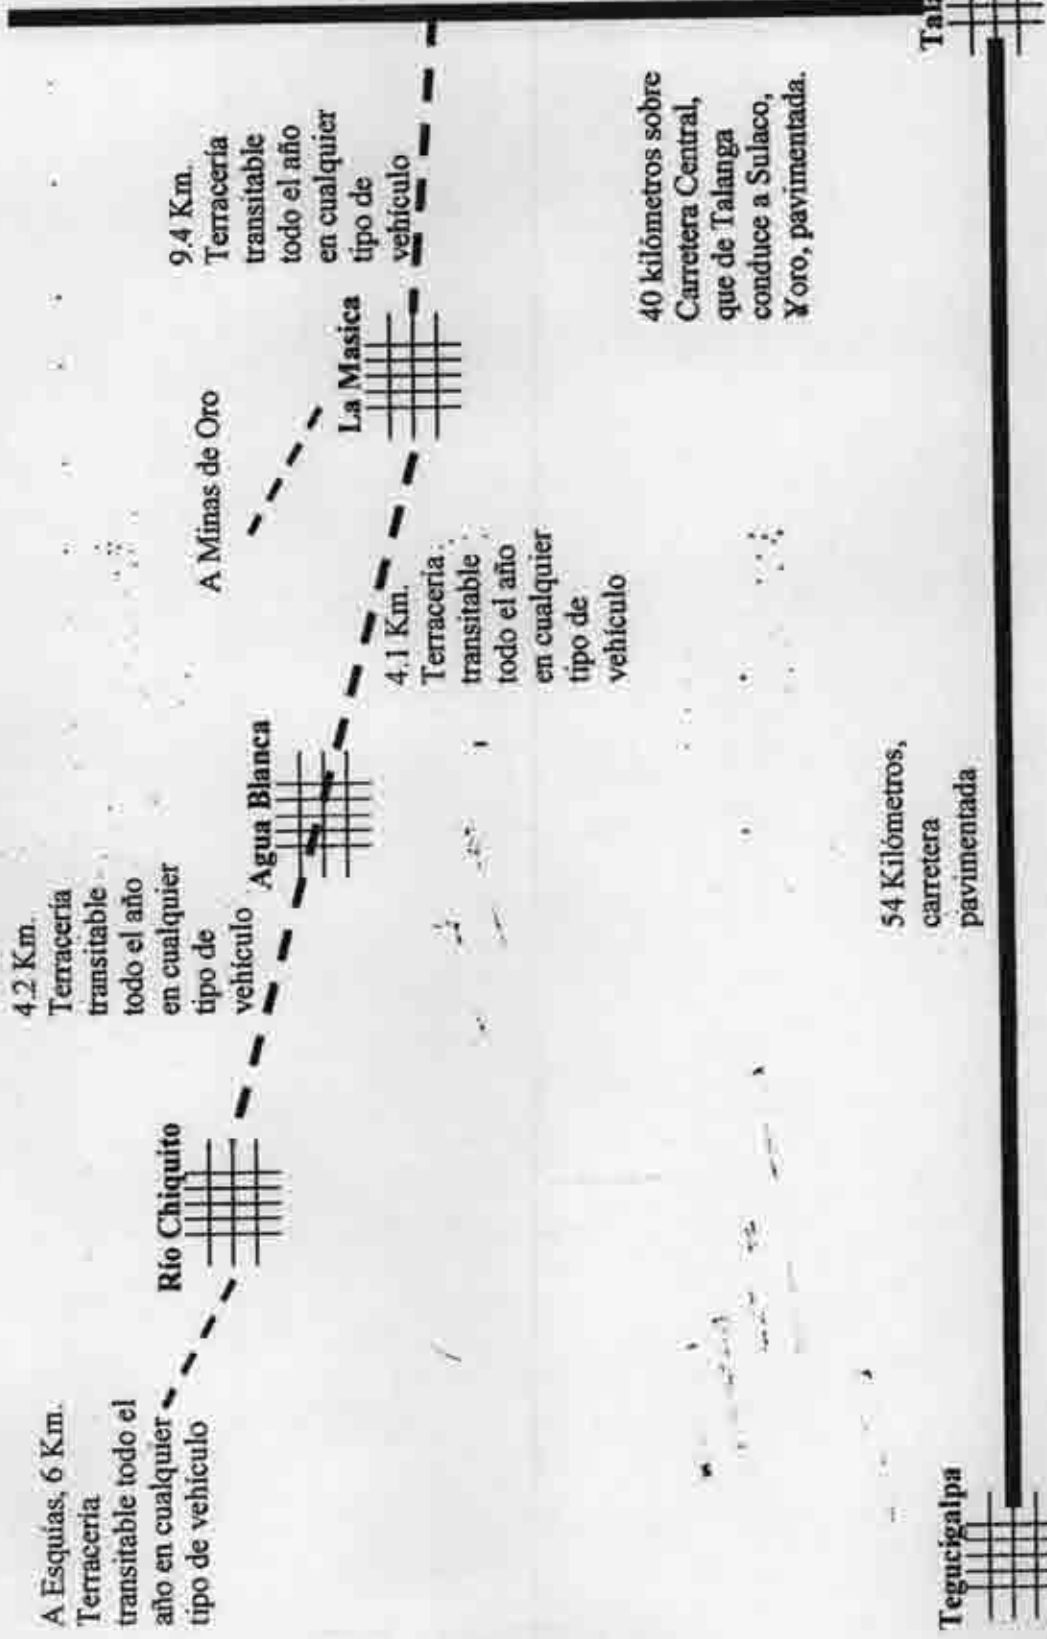 A Esquías, 6 Km.
Terracería
transitable todo el
año en cualquier
tipo de vehículo
Río Chiquito
4.2 Km.
Terracería
transitable
todo el año
en cualquier
tipo de
vehículo
Agua Blanca
4.1 Km.
Terracería
transitable
todo el año
en cualquier
tipo de
vehículo
A Minas de Oro
La Masica
9.4 Km.
Terracería
transitable
todo el año
en cualquier
tipo de
vehículo
40 kilómetros sobre
Carretera Central,
que de Talanga
conduce a Sulaco,
Yoro, pavimentada.
54 Kilómetros,
carretera
pavimentada
Tegucigalpa